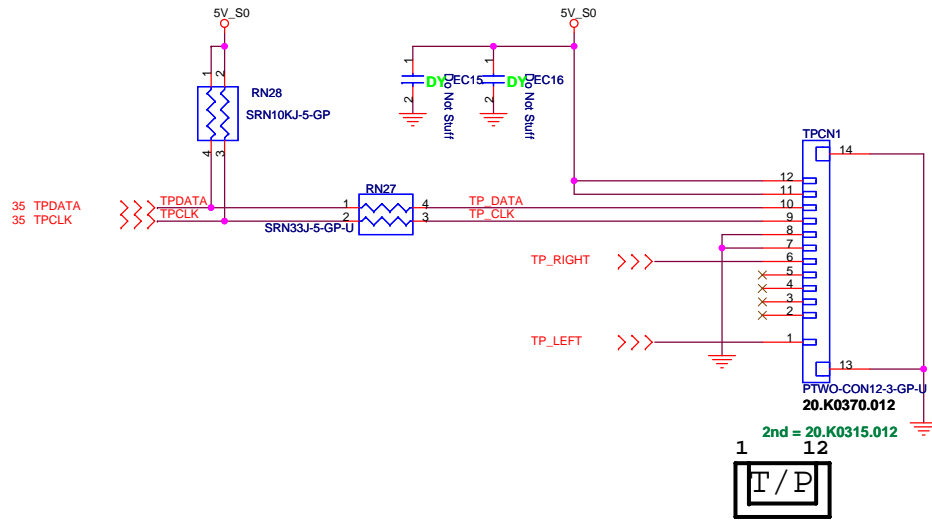 5V_S0
5V_S0
1
2
RN28
SRN10KJ-5-GP
4
3
1
2
DY
EC15
Do Not Stuff
1
2
DY
EC16
Do Not Stuff
TPCN1
14
12
11
10
9
8
7
6
5
4
3
2
1
13
35 TPDATA
35 TPCLK
TPDATA
TPCLK
RN27
1
2
4
3
SRN33J-5-GP-U
TP_DATA
TP_CLK
TP_RIGHT
TP_LEFT
PTWO-CON12-3-GP-U
20.K0370.012
2nd = 20.K0315.012
1 12
T/P